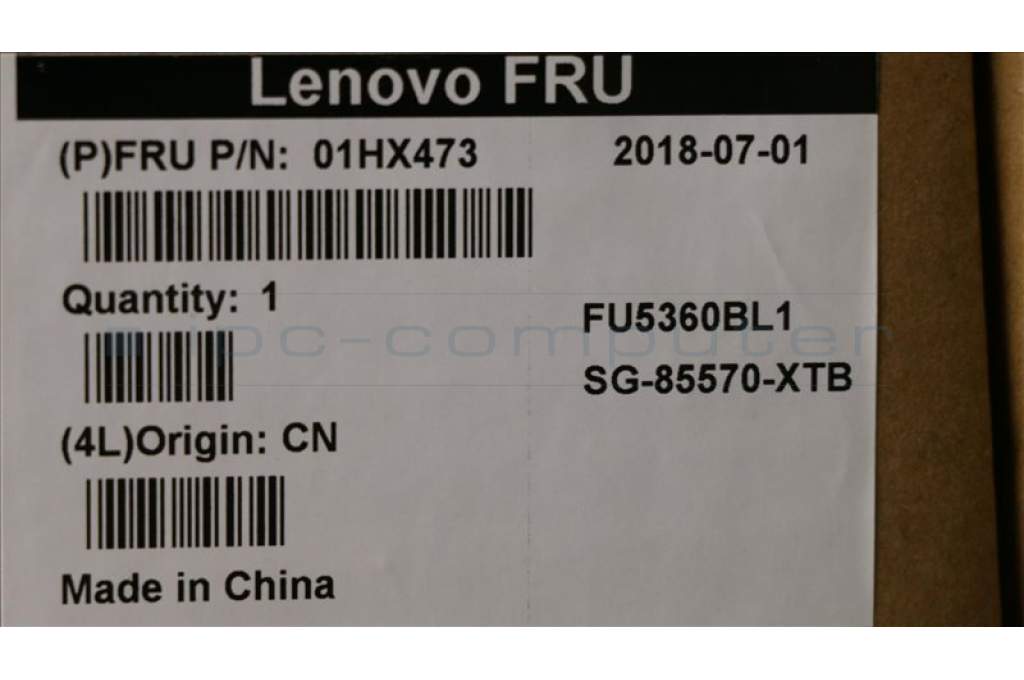 Lenovo FRU
(P)FRU P/N: 01HX473
2018-07-01
Quantity: 1
FU5360BL1
ipc-computer
SG-85570-XTB
(4L)Origin: CN
Made in China